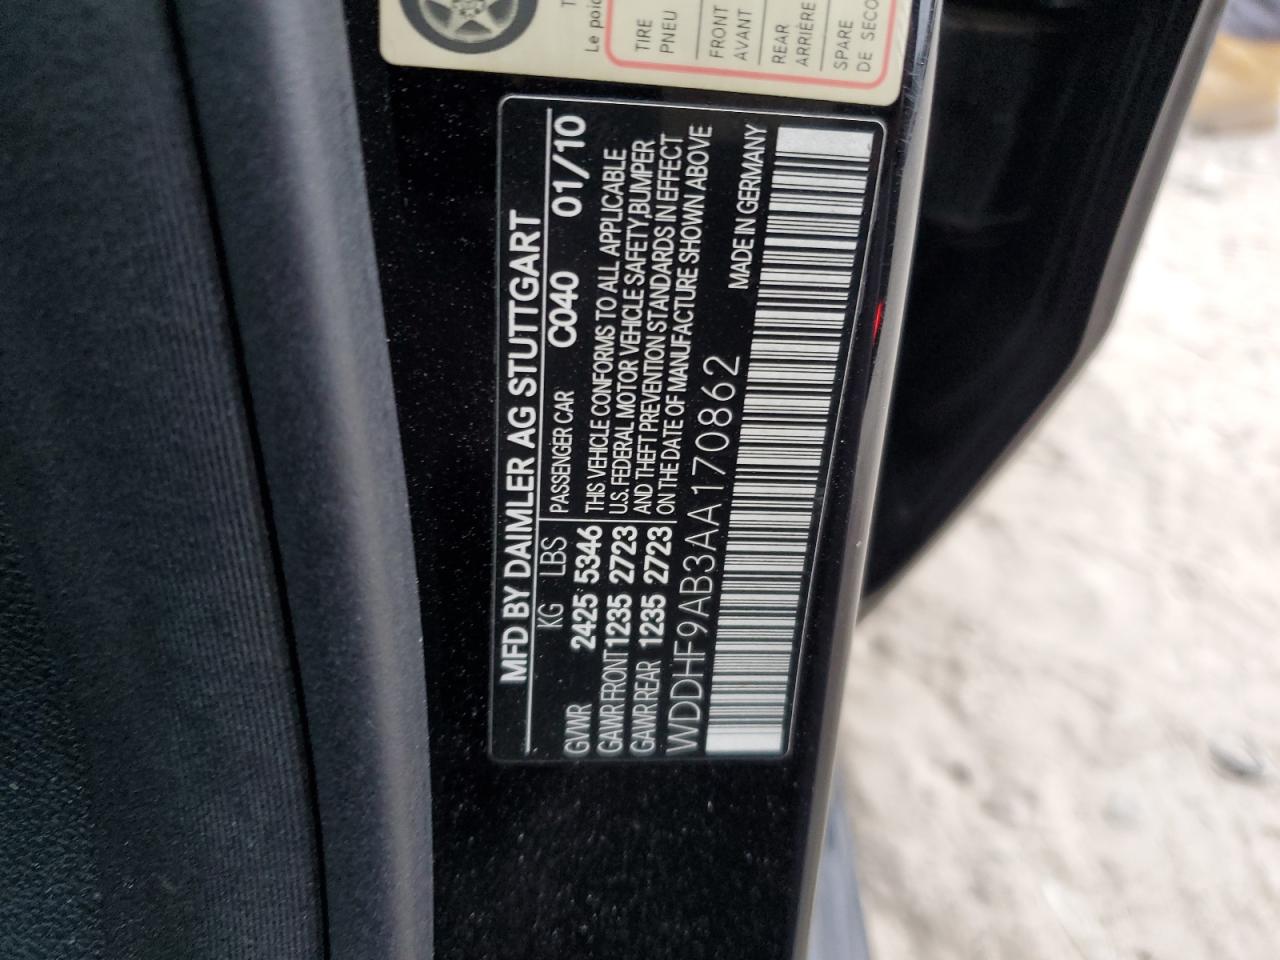 MFD BY DAIMLER AG STUTTGART
KG LBS PASSENGER CAR C040 01/10
GVWR 2425 5346 THIS VEHICLE CONFORMS TO ALL APPLICABLE
GAWR FRONT 1235 2723 U.S. FEDERAL MOTOR VEHICLE SAFETY,BUMPER
GAWR REAR 1235 2723 AND THEFT PREVENTION STANDARDS IN EFFECT
ON THE DATE OF MANUFACTURE SHOWN ABOVE
WDDHF9AB3AA170862 MADE IN GERMANY
Le
TIRE
PNEU
FRONT
AVANT
REAR
ARRIÈRE
SPARE
DE